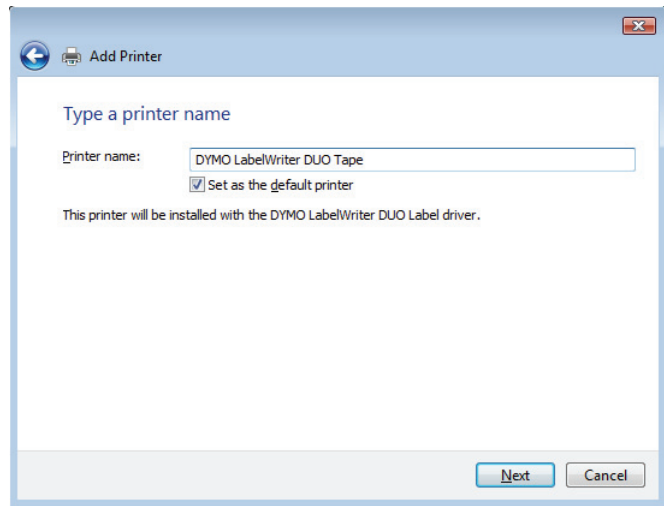 Add Printer
Type a printer name
Printer name: DYMO LabelWriter DUO Tape
Set as the default printer
This printer will be installed with the DYMO LabelWriter DUO Label driver.
Next Cancel